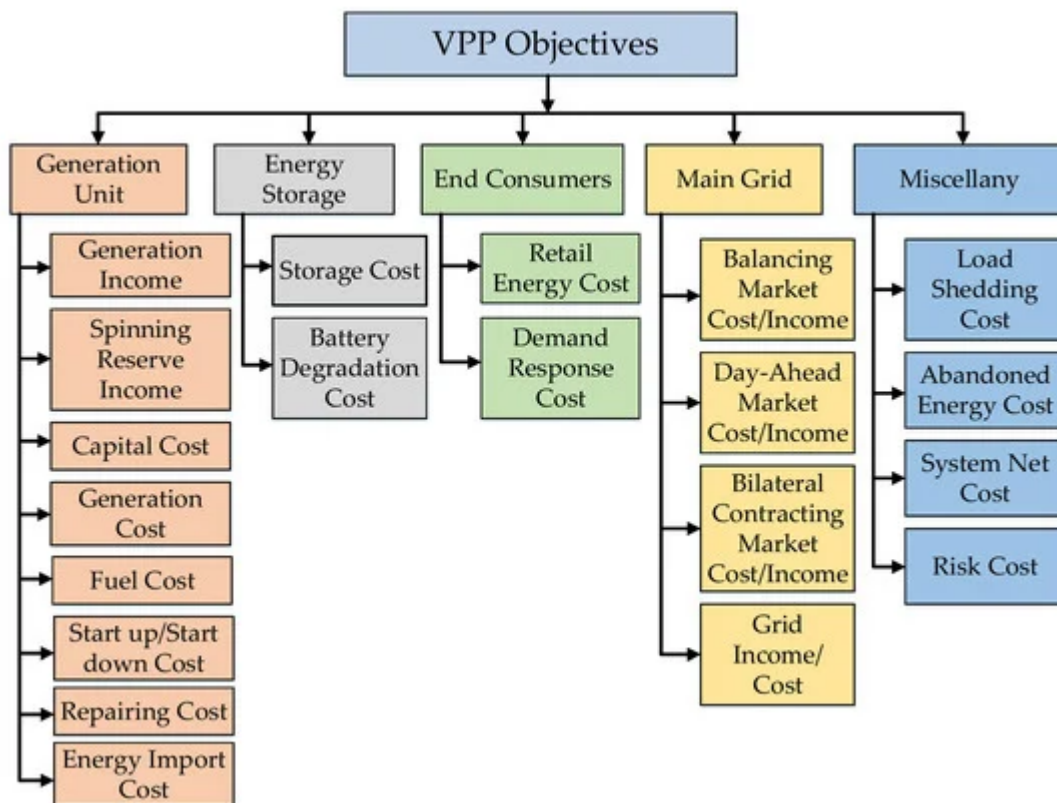 VPP Objectives
Generation
Unit
Generation
Income
Spinning
Reserve
Income
Capital Cost
Generation
Cost
Fuel Cost
Start up/Start
down Cost
Repairing Cost
Energy Import
Cost
Energy
Storage
Storage Cost
Battery
Degradation
Cost
End Consumers
Retail
Energy Cost
Demand
Response
Cost
Main Grid
Balancing
Market
Cost/Income
Day-Ahead
Market
Cost/Income
Bilateral
Contracting
Market
Cost/Income
Grid
Income/
Cost
Miscellany
Load
Shedding
Cost
Abandoned
Energy Cost
System Net
Cost
Risk Cost